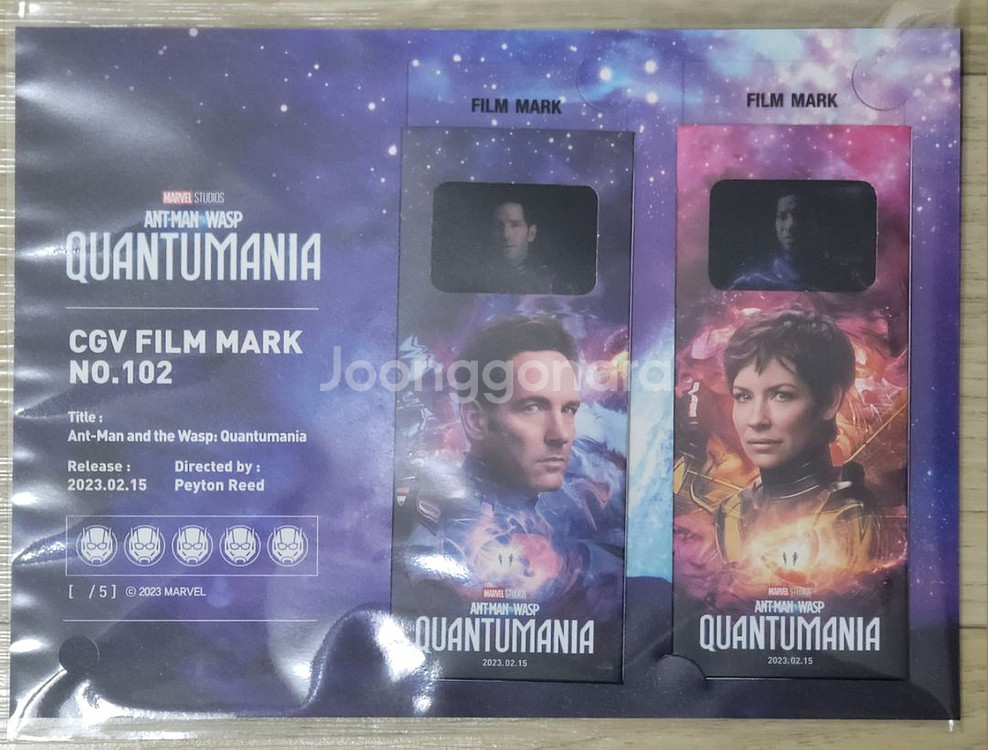 FILM MARK
FILM MARK
MARVEL STUDIOS
ANT-MAN AND THE WASP
QUANTUMANIA
CGV FILM MARK
NO.102
Title :
Ant-Man and the Wasp: Quantumania
Release :
2023.02.15
Directed by :
Peyton Reed
[ /5] © 2023 MARVEL
Joonggonara
MARVEL STUDIOS
ANT-MAN AND THE WASP
QUANTUMANIA
2023.02.15
MARVEL STUDIOS
ANT-MAN AND THE WASP
QUANTUMANIA
2023.02.15